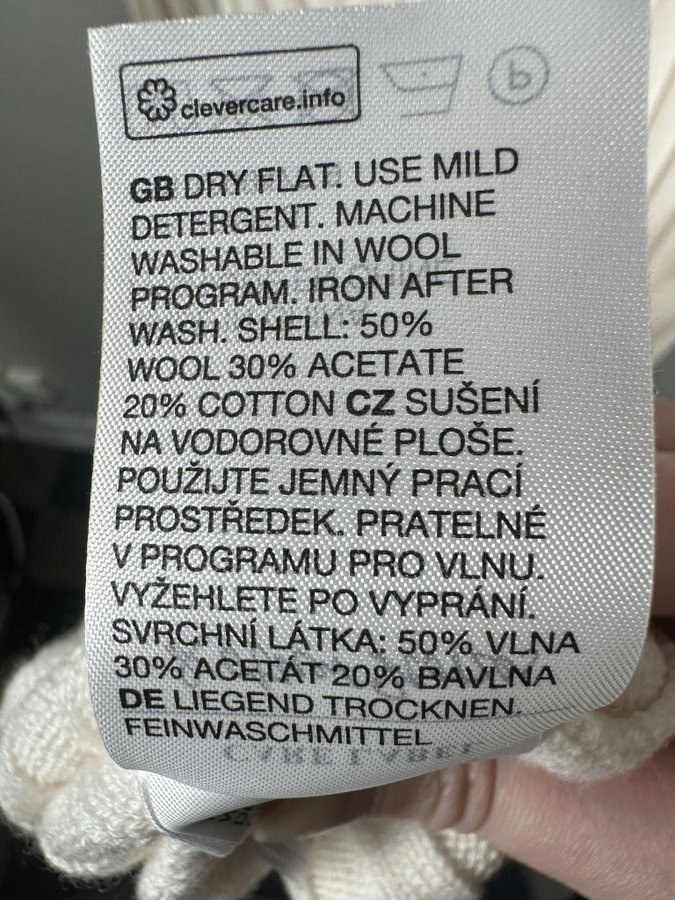 clevercare.info
GB DRY FLAT. USE MILD
DETERGENT. MACHINE
WASHABLE IN WOOL
PROGRAM. IRON AFTER
WASH. SHELL: 50%
WOOL 30% ACETATE
20% COTTON CZ SUŠENÍ
NA VODOROVNÉ PLOŠE.
POUŽIJTE JEMNÝ PRACÍ
PROSTŘEDEK. PRATELNÉ
V PROGRAMU PRO VLNU.
VYŽEHLETE PO VYPRÁNÍ.
SVRCHNÍ LÁTKA: 50% VLNA
30% ACETÁT 20% BAVLNA
DE LIEGEND TROCKNEN.
FEINWASCHMITTEL